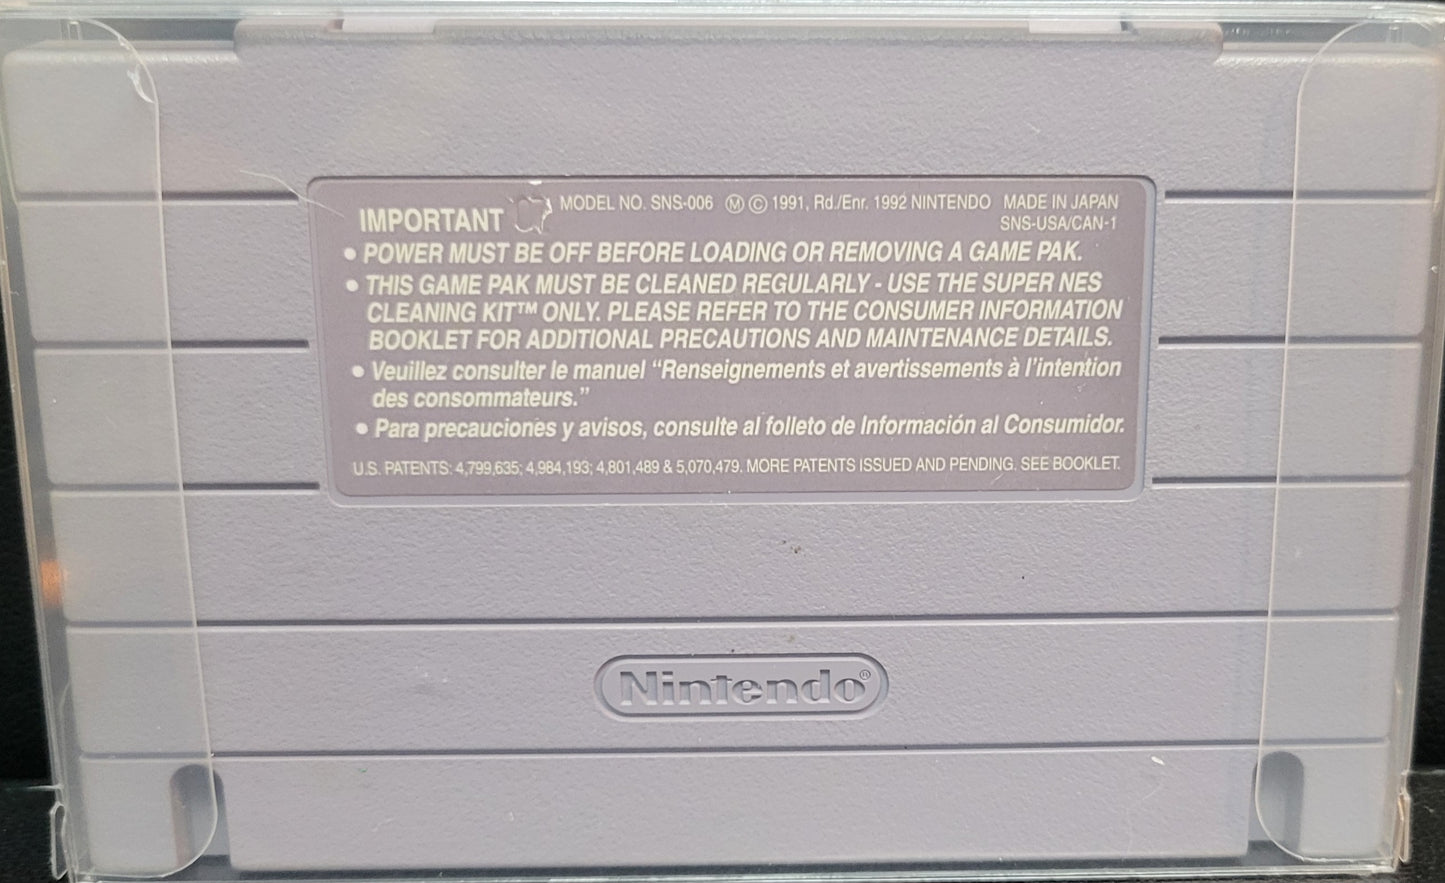 IMPORTANT MODEL NO. SNS-006 Ⓜ © 1991, Rd./Enr. 1992 NINTENDO MADE IN JAPAN
SNS-USA/CAN-1
• POWER MUST BE OFF BEFORE LOADING OR REMOVING A GAME PAK.
• THIS GAME PAK MUST BE CLEANED REGULARLY - USE THE SUPER NES
CLEANING KIT™ ONLY. PLEASE REFER TO THE CONSUMER INFORMATION
BOOKLET FOR ADDITIONAL PRECAUTIONS AND MAINTENANCE DETAILS.
• Veuillez consulter le manuel “Renseignements et avertissements à l'intention
des consommateurs.”
• Para precauciones y avisos, consulte al folleto de Información al Consumidor.
U.S. PATENTS: 4,799,635; 4,984,193; 4,801,489 & 5,070,479. MORE PATENTS ISSUED AND PENDING. SEE BOOKLET.
Nintendo®